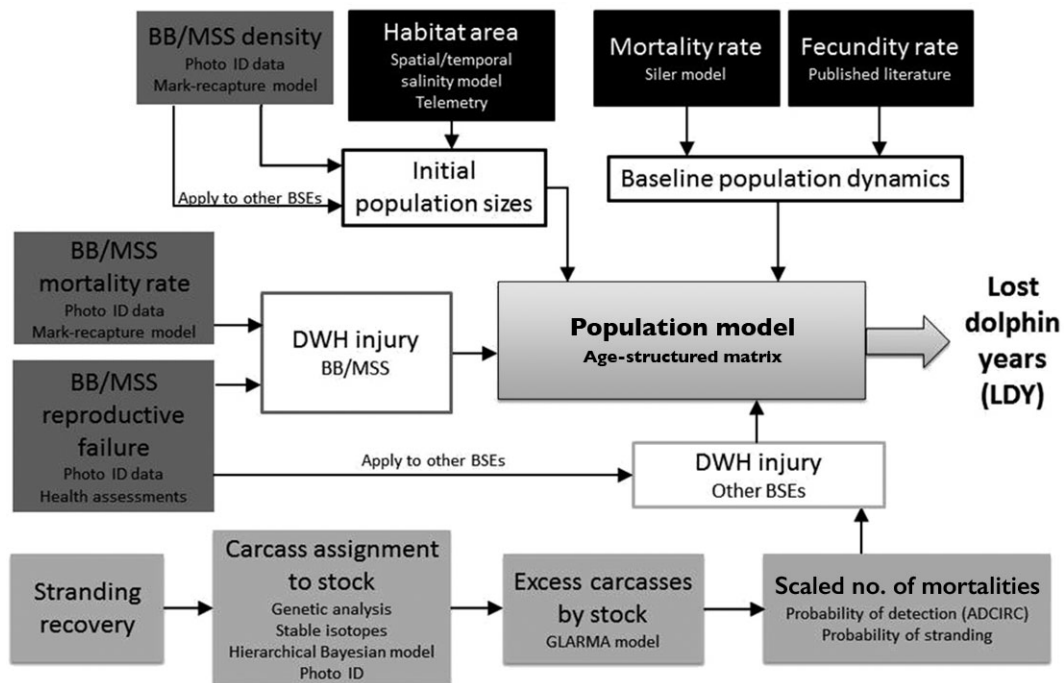 BB/MSS density
Photo ID data
Mark-recapture model
Habitat area
Spatial/temporal
salinity model
Telemetry
Mortality rate
Siler model
Fecundity rate
Published literature
Initial
population sizes
Apply to other BSEs
Baseline population dynamics
BB/MSS
mortality rate
Photo ID data
Mark-recapture model
DWH injury
BB/MSS
Population model
Age-structured matrix
Lost
dolphin
years
(LDY)
BB/MSS
reproductive
failure
Photo ID data
Health assessments
Apply to other BSEs
DWH injury
Other BSEs
Stranding
recovery
Carcass assignment
to stock
Genetic analysis
Stable isotopes
Hierarchical Bayesian model
Photo ID
Excess carcasses
by stock
GLARMA model
Scaled no. of mortalities
Probability of detection (ADCIRC)
Probability of stranding